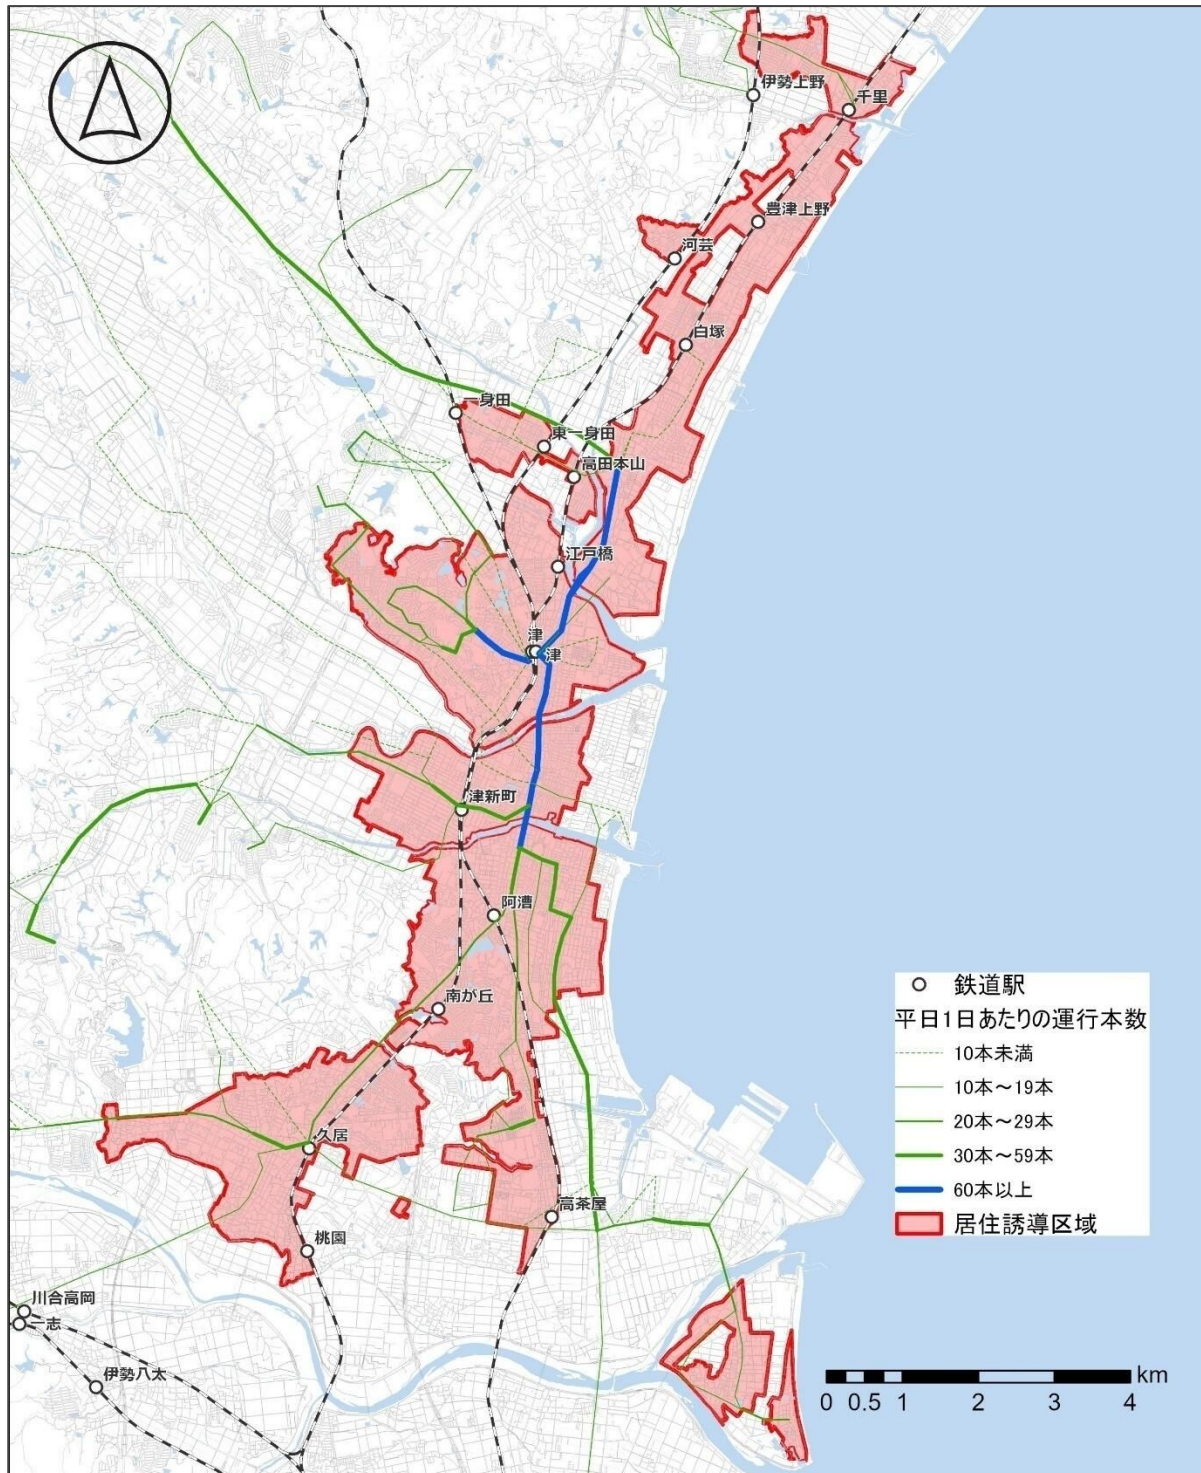 伊勢上野
千里
豊津上野
河芸
白塚
一身田
東一身田
高田本山
江戸橋
津
津
津新町
阿漕
南が丘
久居
高茶屋
桃園
川合高岡
一志
伊勢八太
鉄道駅
平日1日あたりの運行本数
10本未満
10本～19本
20本～29本
30本～59本
60本以上
居住誘導区域
km
0 0.5 1 2 3 4